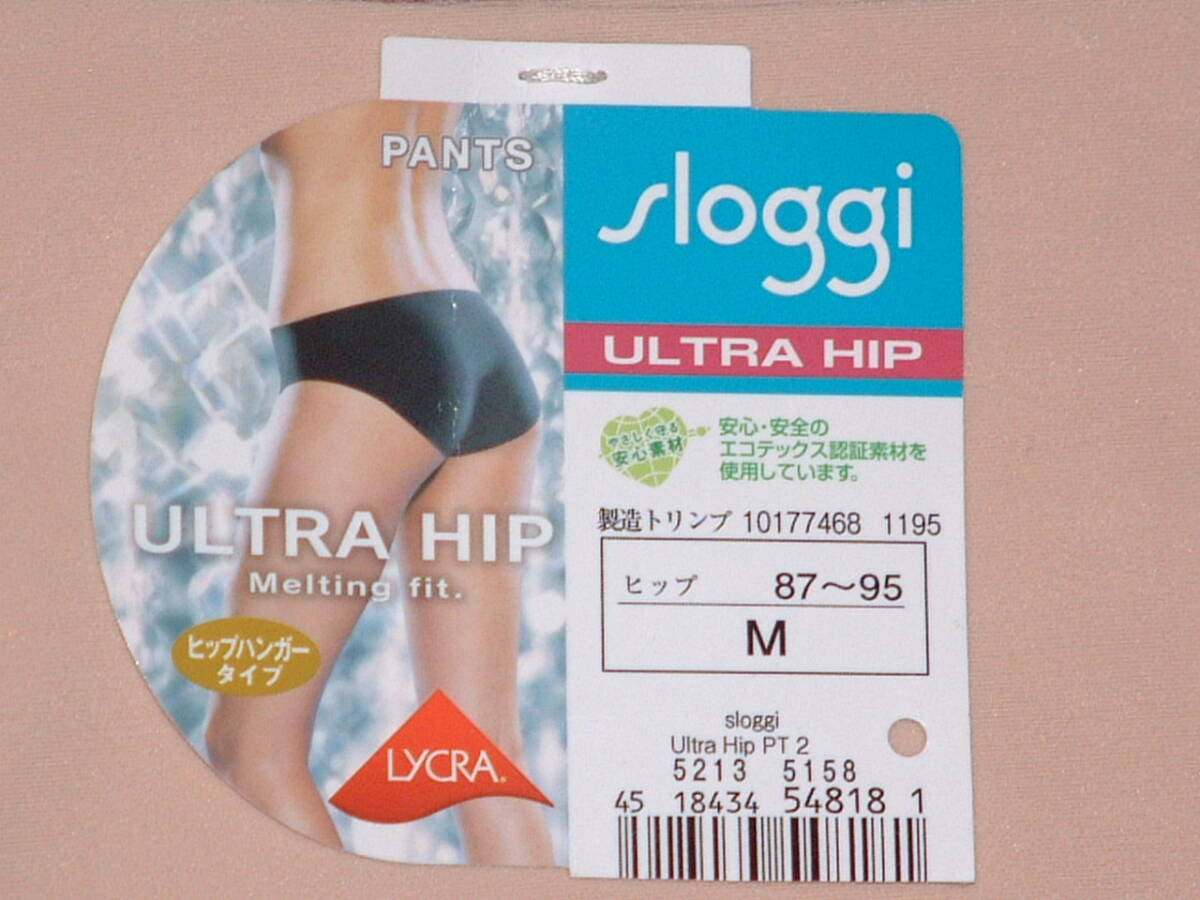 PANTS
sloggi
ULTRA HIP
やさしく守る
安心素材
安心・安全の
エコテックス認証素材を
使用しています。
製造トリンプ 10177468 1195
ヒップ 87～95
M
ULTRA HIP
Melting fit.
ヒップハンガー
タイプ
LYCRA®
sloggi
Ultra Hip PT 2
5213 5158
45 18434 54818 1